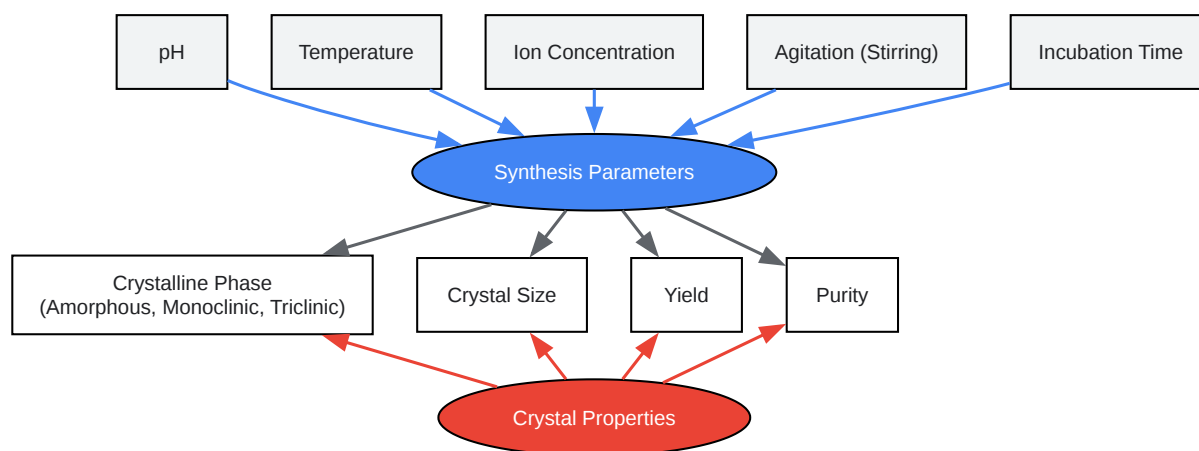 pH
Temperature
Ion Concentration
Agitation (Stirring)
Incubation Time
Synthesis Parameters
Crystalline Phase
(Amorphous, Monoclinic, Triclinic)
Crystal Size
Yield
Purity
Crystal Properties